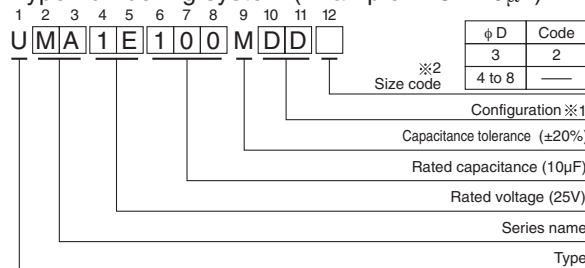 1 2 3 4 5 6 7 8 9 10 11 12
U M A 1 E 1 0 0 M D D
φ D Code
3 2
4 to 8 —
※2
Size code
Configuration ※1
Capacitance tolerance (±20%)
Rated capacitance (10µF)
Rated voltage (25V)
Series name
Type